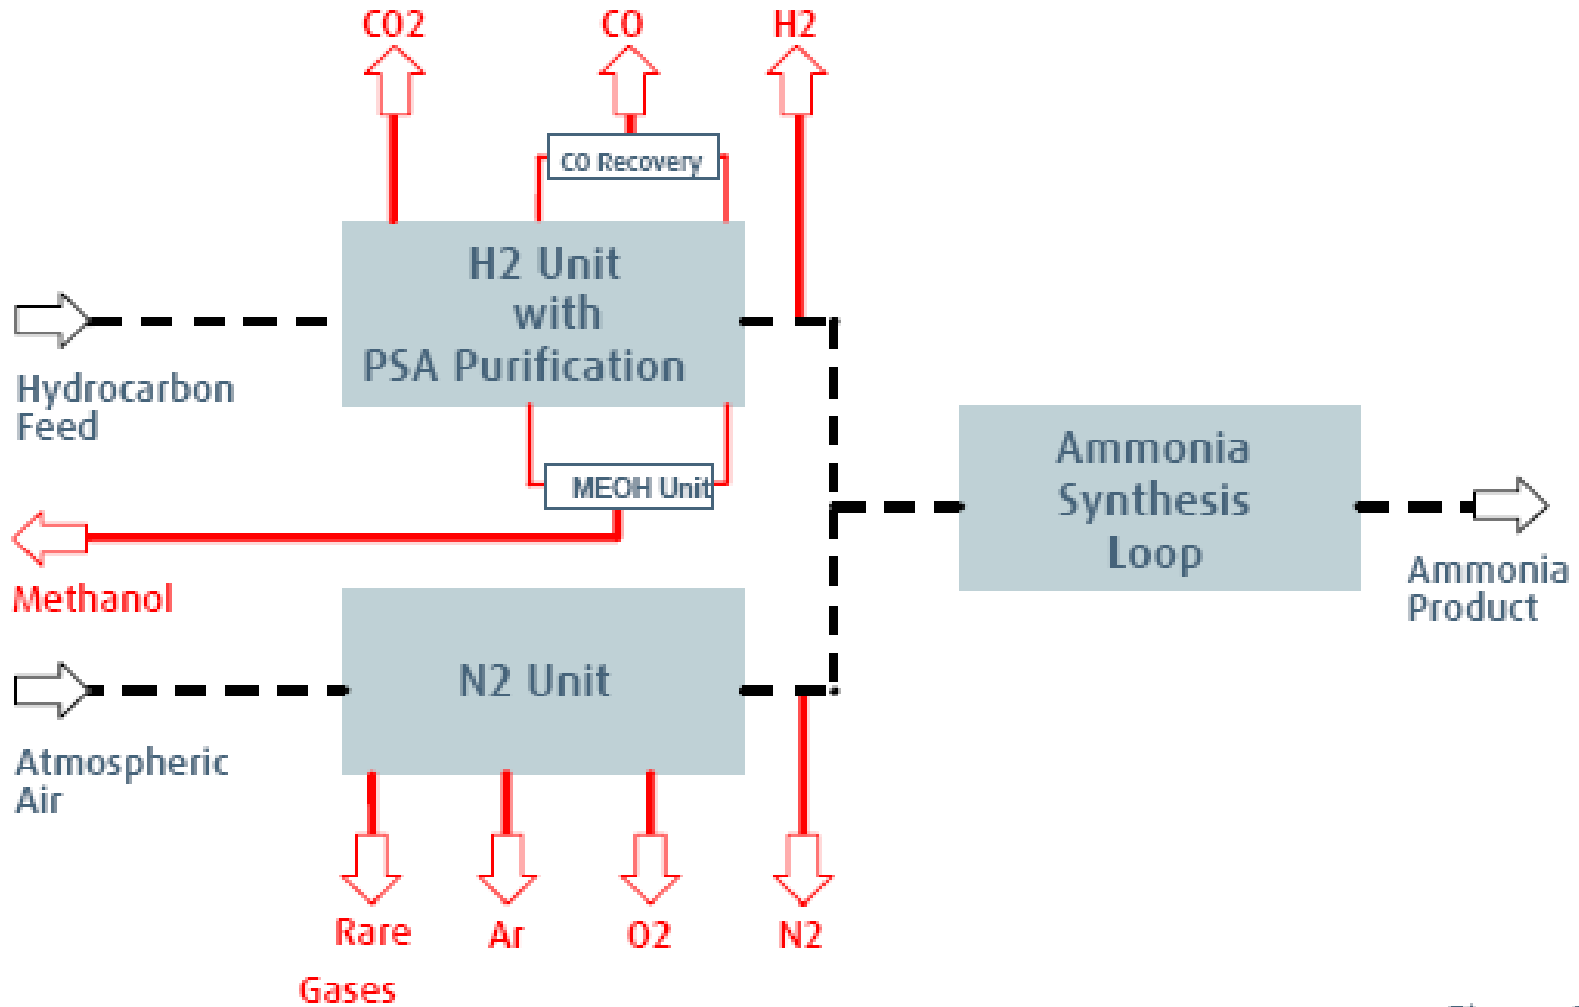 CO2
CO
H2
CO Recovery
H2 Unit
with
PSA Purification
Hydrocarbon
Feed
MEOH Unit
Methanol
Ammonia
Synthesis
Loop
Ammonia
Product
N2 Unit
Atmospheric
Air
Rare
Gases
Ar
O2
N2